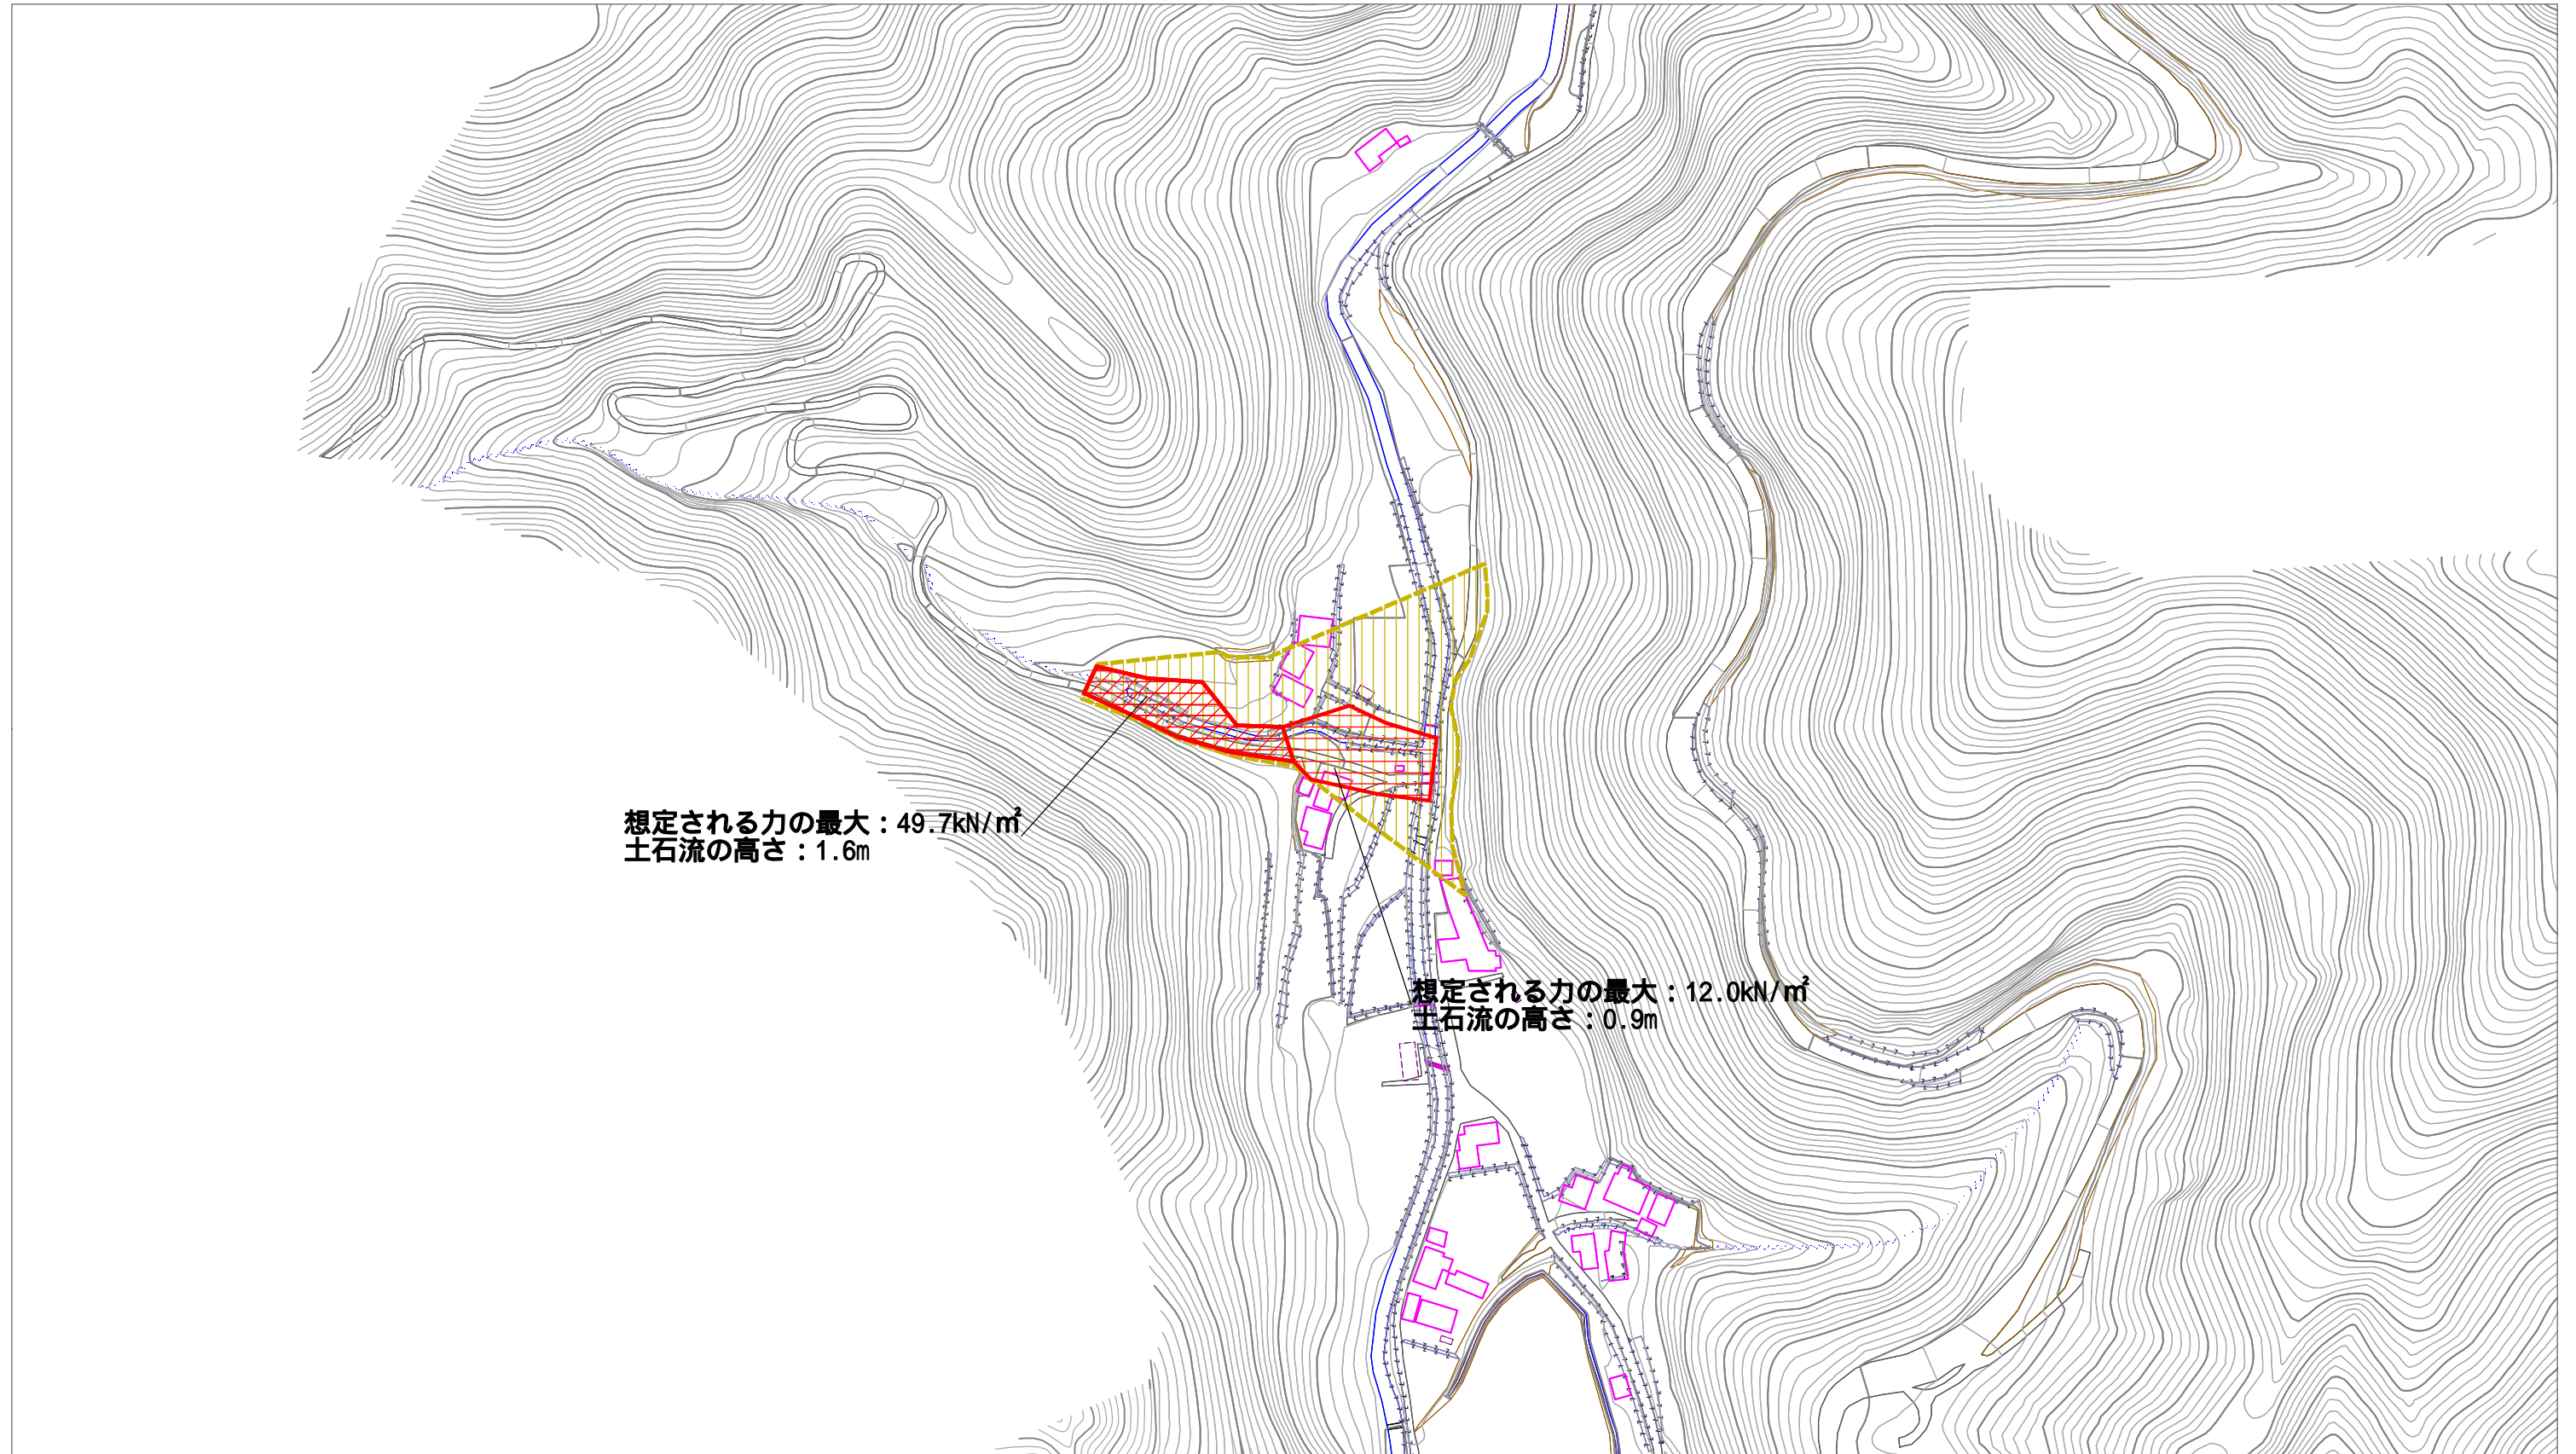 想定される力の最大：49.7kN/㎡
土石流の高さ：1.6m
想定される力の最大：12.0kN/㎡
土石流の高さ：0.9m